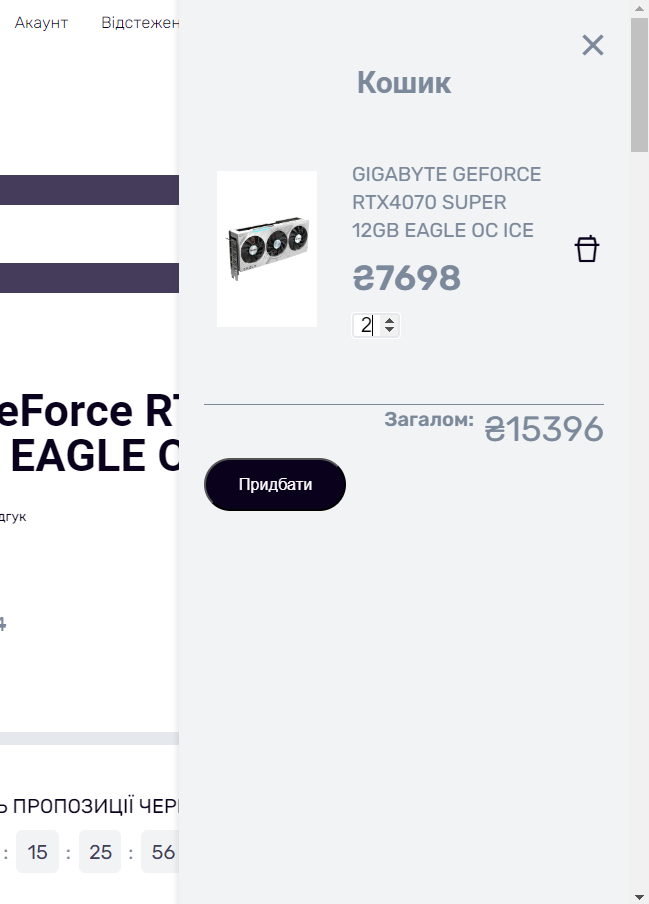 Акаунт Відстежен
Кошик
GIGABYTE GEFORCE
RTX4070 SUPER
12GB EAGLE OC ICE
₴7698
2
Загалом: ₴15396
Придбати
eForce RT
EAGLE O
дгук
4
Ь ПРОПОЗИЦІЇ ЧЕРЕ
: 15 : 25 : 56